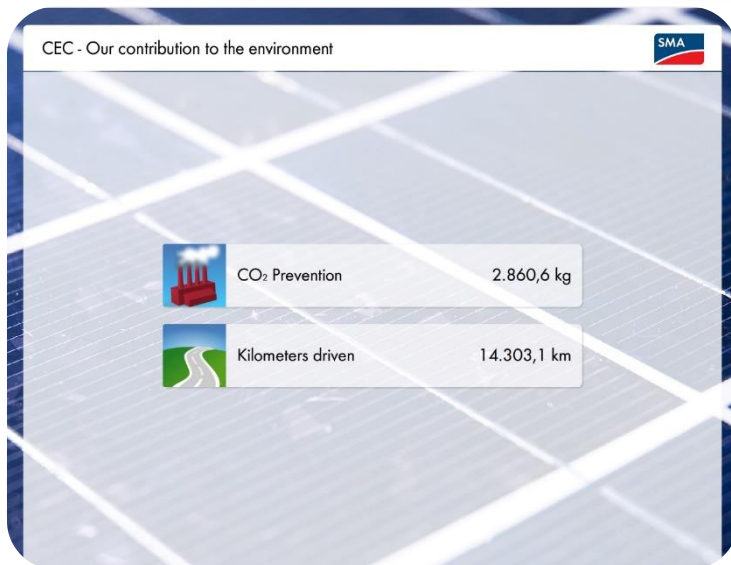 CEC - Our contribution to the environment
SMA
CO₂ Prevention 2.860,6 kg
Kilometers driven 14.303,1 km